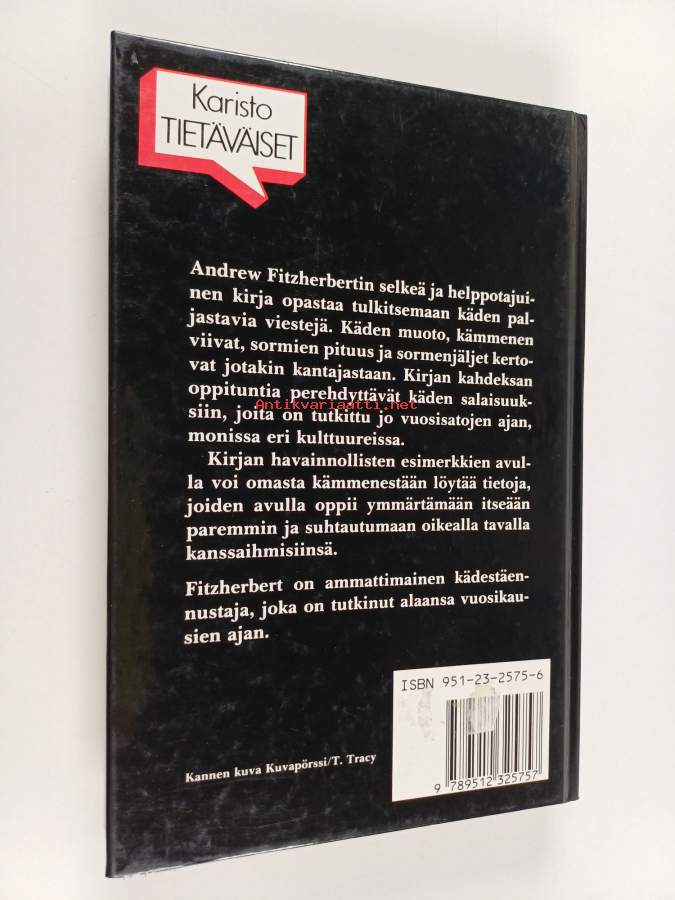 Karisto
TIETÄVÄISET
Andrew Fitzherbertin selkeä ja helppotajui-
nen kirja opastaa tulkitsemaan käden pal-
jastavia viestejä. Käden muoto, kämmenen
viivat, sormien pituus ja sormenjäljet kerto-
vat jotakin kantajastaan. Kirjan kahdeksan
oppituntia perehdyttävät käden salaisuuk-
Antikvariaatti.net
siin, joita on tutkittu jo vuosisatojen ajan,
monissa eri kulttuureissa.
Kirjan havainnollisten esimerkkien avul-
la voi omasta kämmenestään löytää tietoja,
joiden avulla oppii ymmärtämään itseään
paremmin ja suhtautumaan oikealla tavalla
kanssaihmisiinsä.
Fitzherbert on ammattimainen kädestäen-
nustaja, joka on tutkinut alaansa vuosikau-
sien ajan.
ISBN 951-23-2575-6
9 789512 325757
Kannen kuva Kuvapörssi/T. Tracy